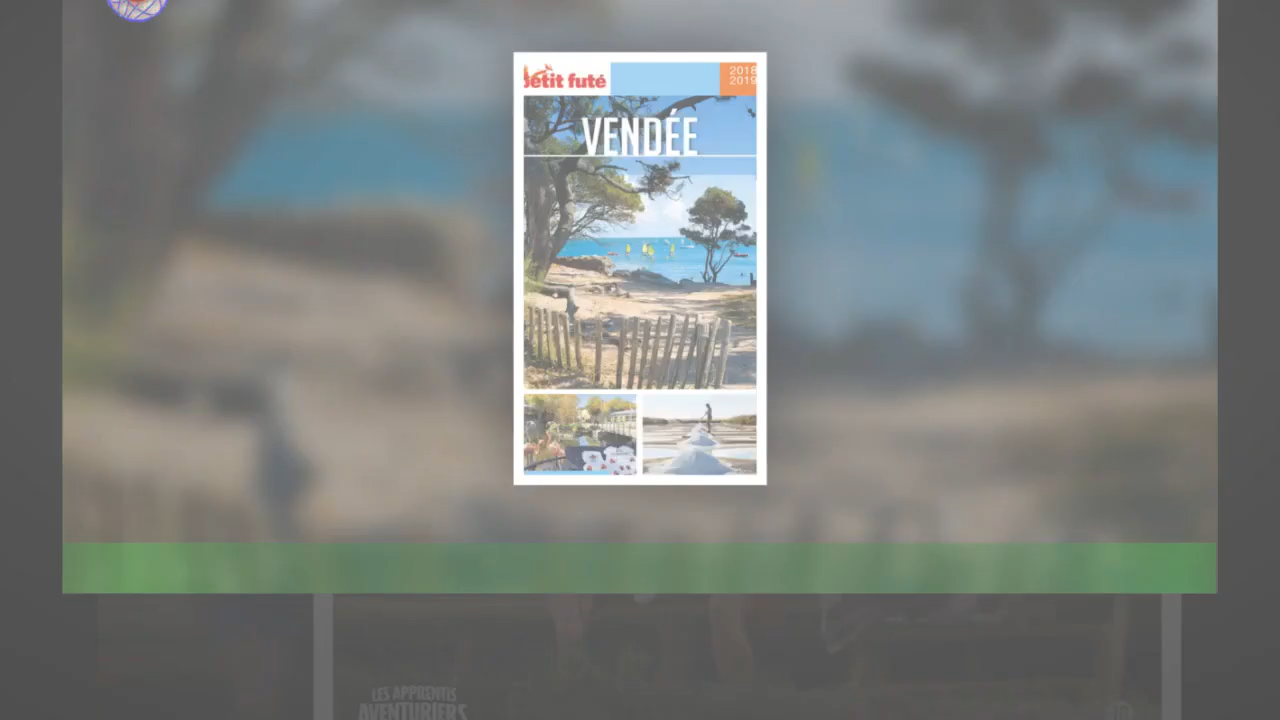 petit futé
2018
2019
VENDÉE
LES APPRENTIS
AVENTURIERS